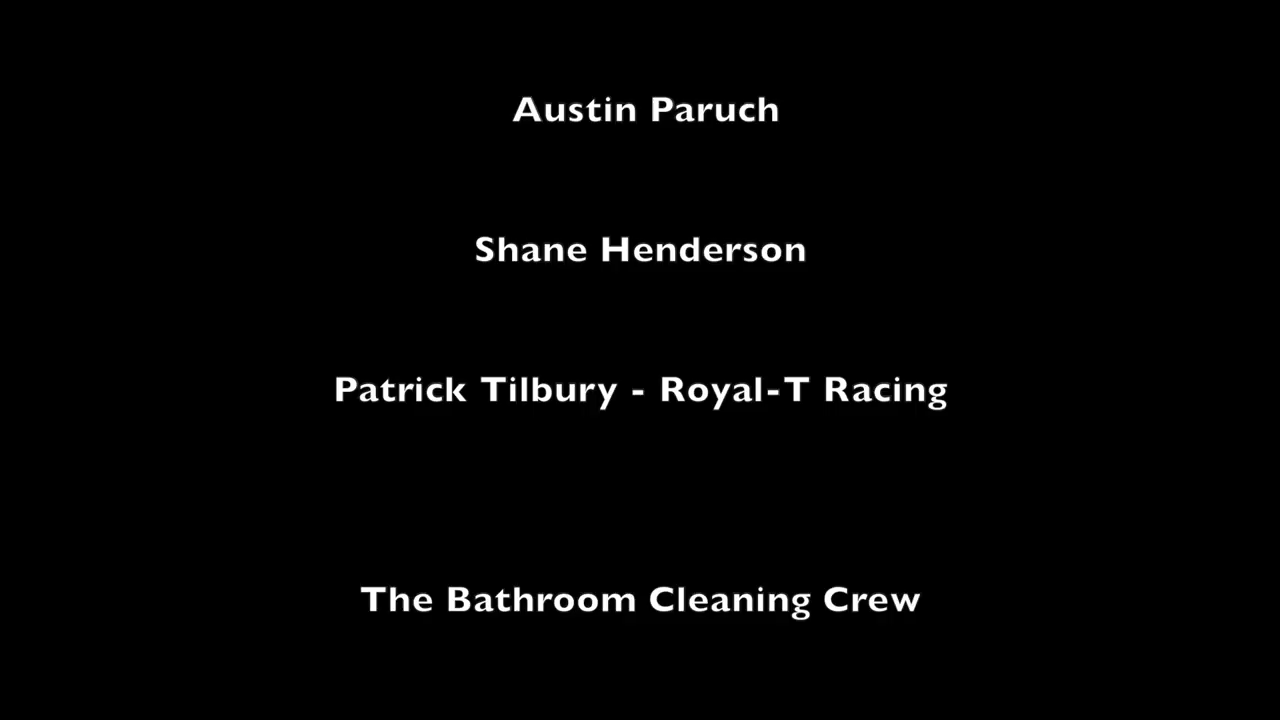 Austin Paruch
Shane Henderson
Patrick Tilbury - Royal-T Racing
The Bathroom Cleaning Crew